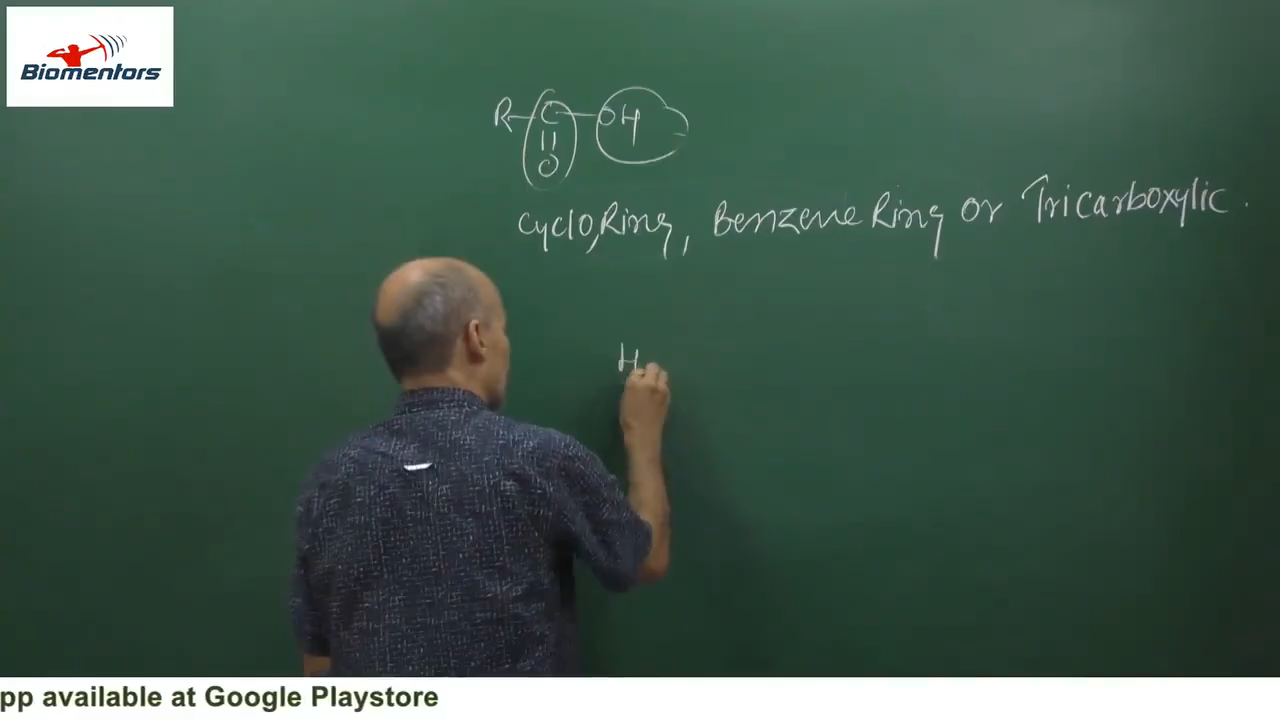 Biomentors
R-C-OH
||
O
Cyclo, Ring, Benzene Ring or Tricarboxylic.
H
pp available at Google Playstore